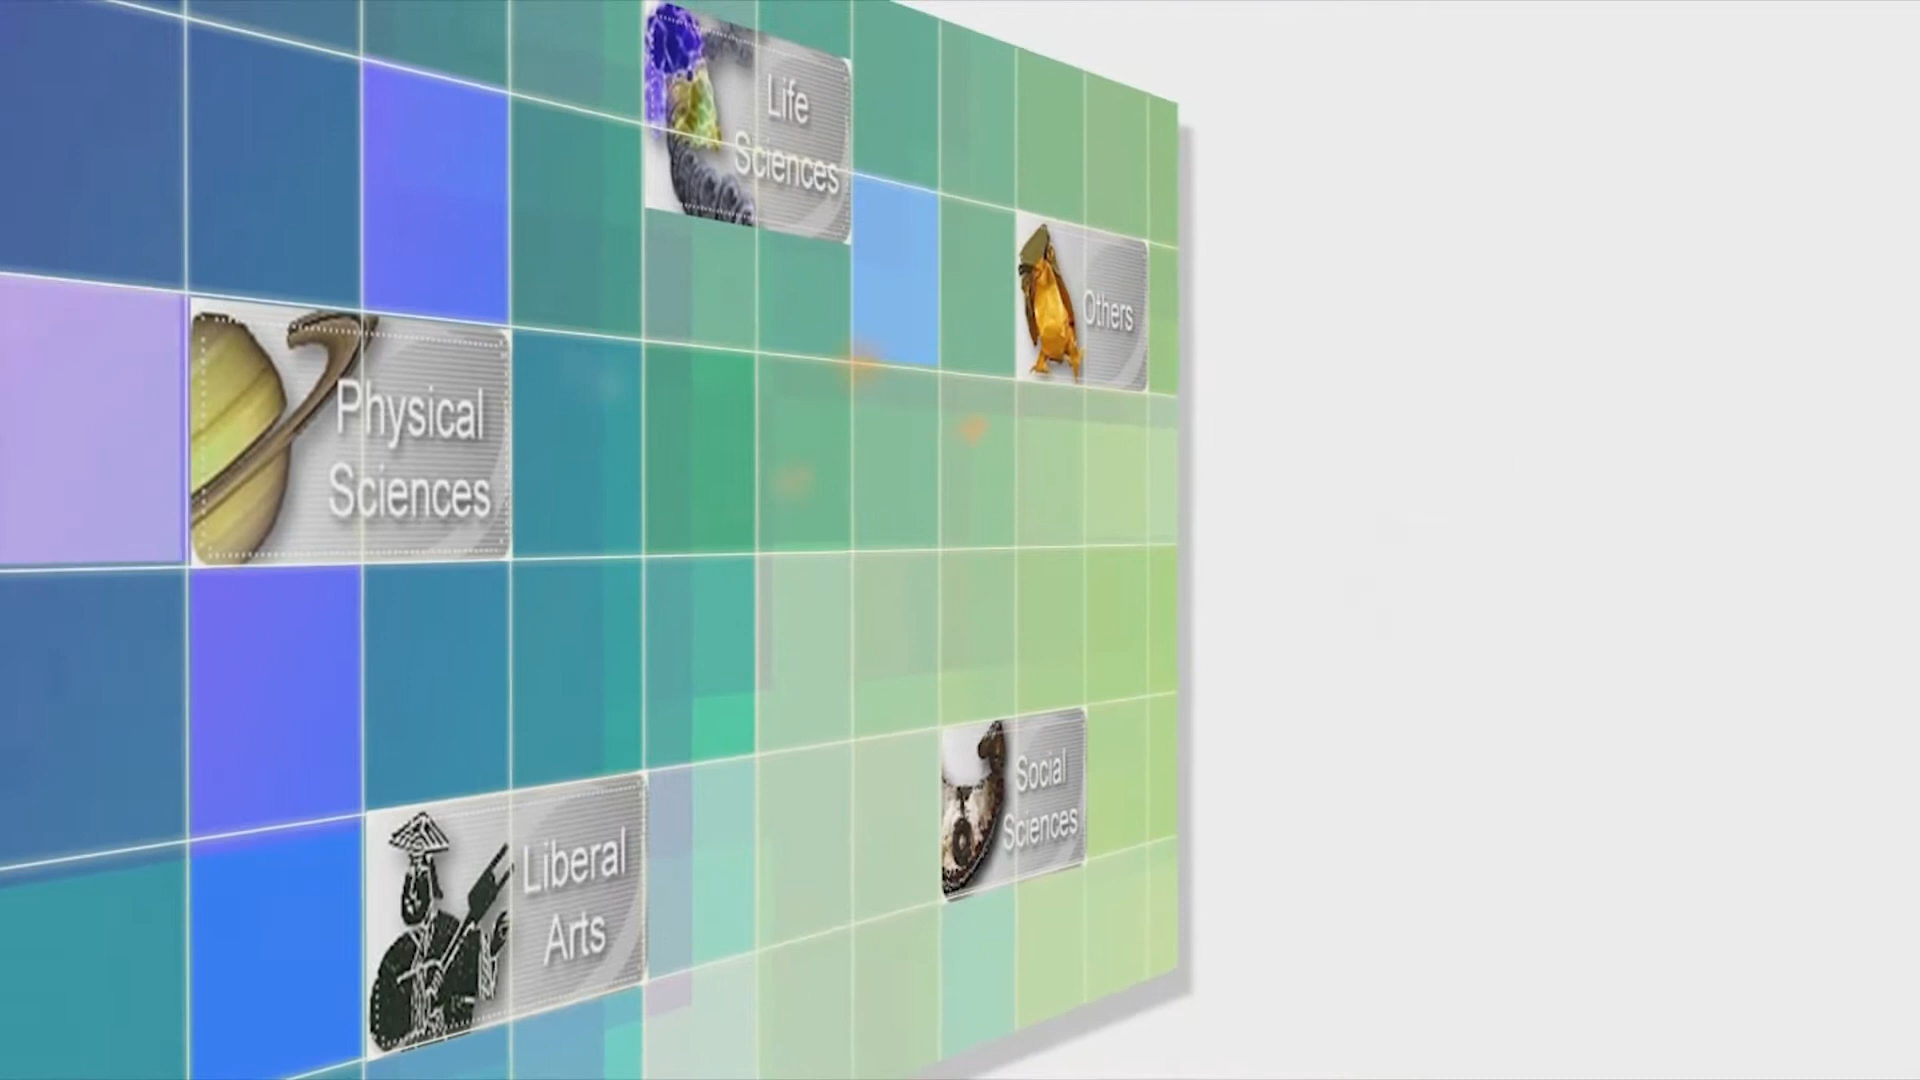 Life
Sciences
Others
Physical
Sciences
Social
Sciences
Liberal
Arts